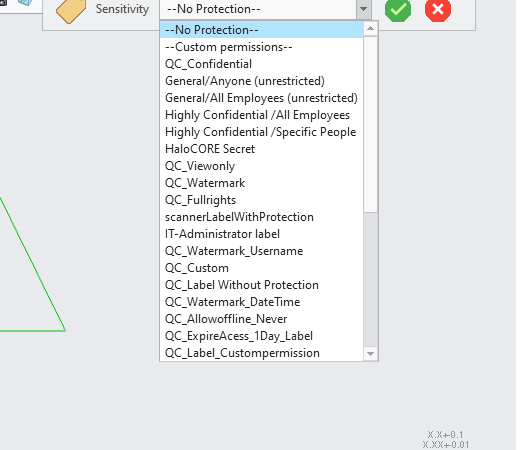 Sensitivity --No Protection--
--No Protection--
--Custom permissions--
QC_Confidential
General/Anyone (unrestricted)
General/All Employees (unrestricted)
Highly Confidential /All Employees
Highly Confidential /Specific People
HaloCORE Secret
QC_Viewonly
QC_Watermark
QC_Fullrights
scannerLabelWithProtection
IT-Administrator label
QC_Watermark_Username
QC_Custom
QC_Label Without Protection
QC_Watermark_DateTime
QC_Allowoffline_Never
QC_ExpireAcess_1Day_Label
QC_Label_Custompermission
X.X+-0.1
X.XX+-0.01